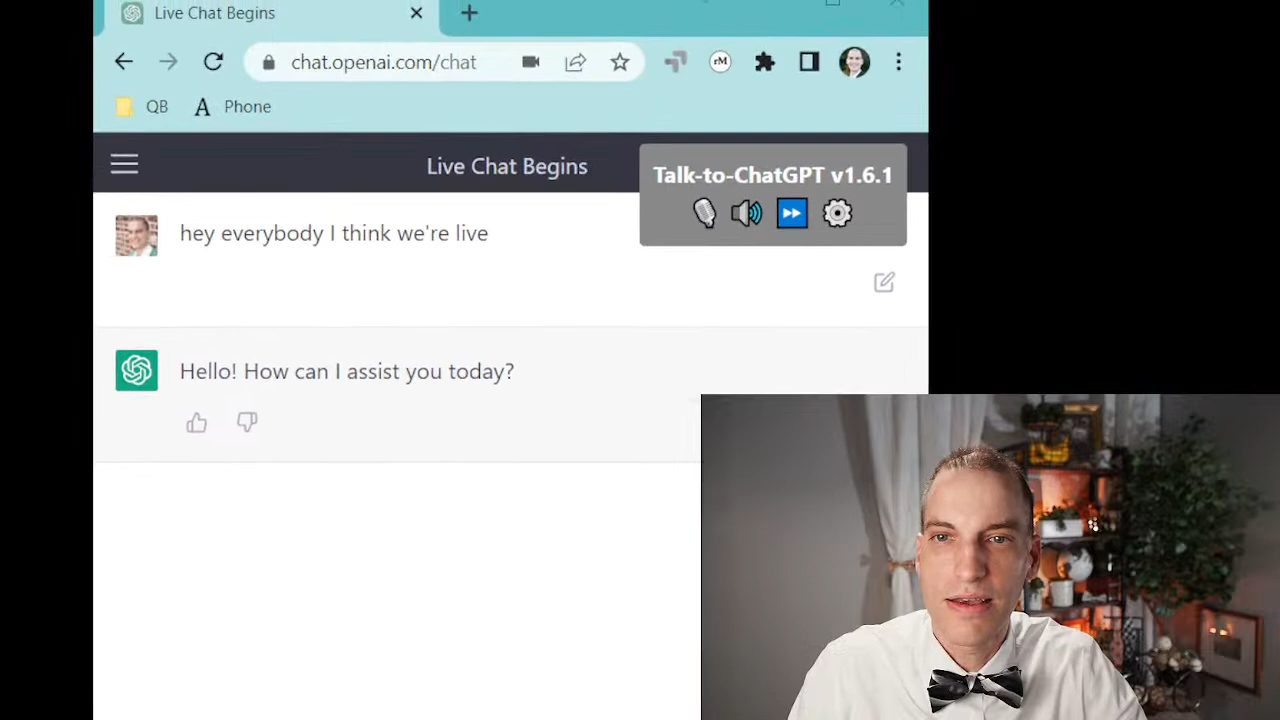 Live Chat Begins
chat.openai.com/chat
rM
QB A Phone
Live Chat Begins
Talk-to-ChatGPT v1.6.1
hey everybody I think we're live
Hello! How can I assist you today?